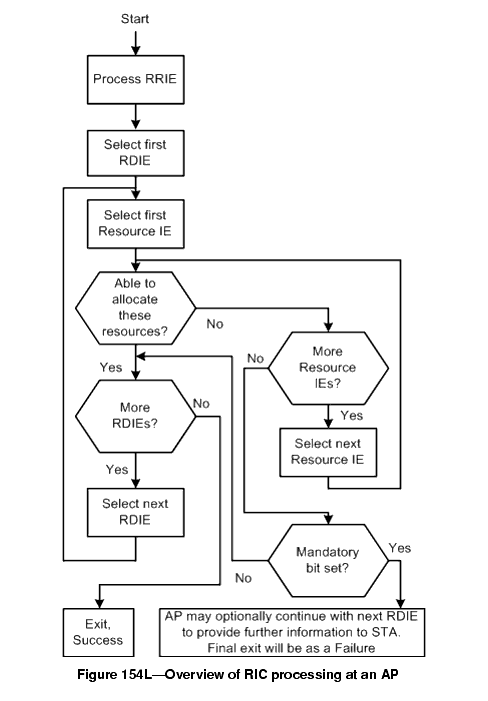 Start
Process RRIE
Select first
RDIE
Select first
Resource IE
Able to
allocate
these
resources?
No
Yes
More
Resource
IEs?
No
Yes
Select next
Resource IE
More
RDIEs?
No
Yes
Select next
RDIE
Mandatory
bit set?
Yes
No
Exit,
Success
AP may optionally continue with next RDIE
to provide further information to STA.
Final exit will be as a Failure
Figure 154L—Overview of RIC processing at an AP